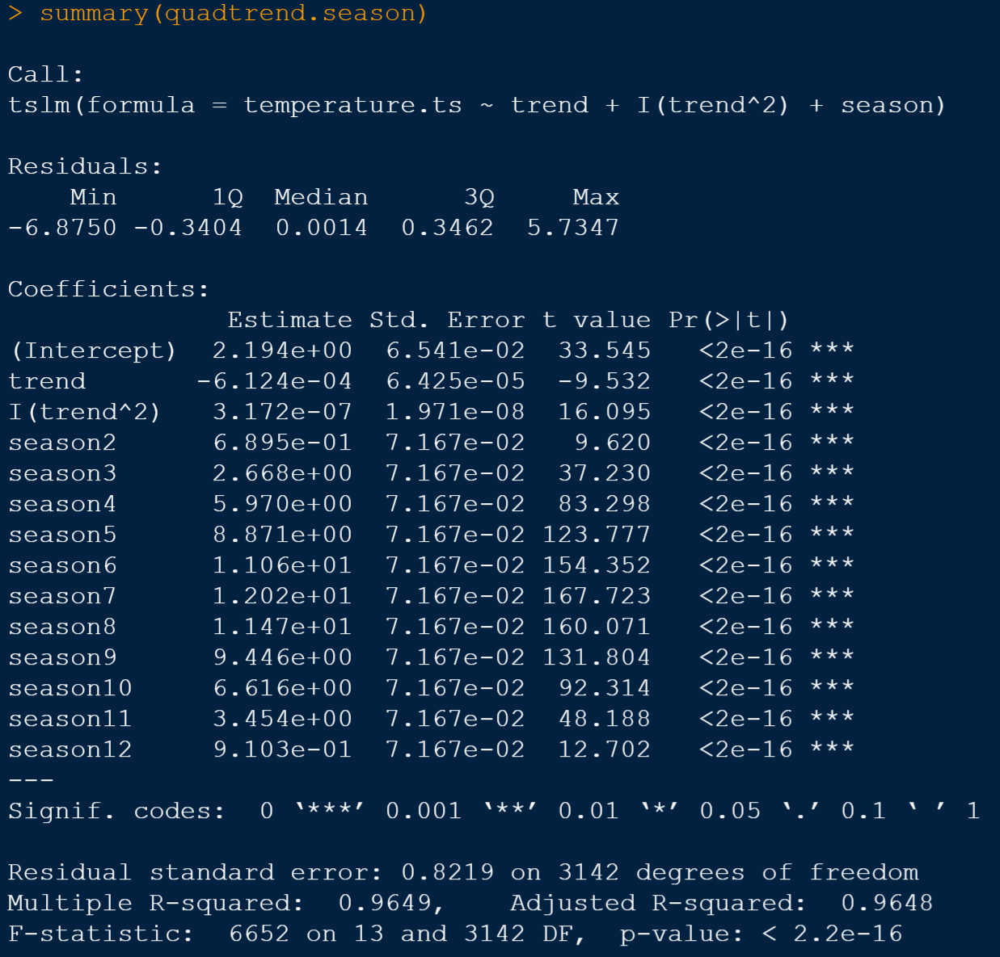 > summary(quadtrend.season)
Call:
tslm(formula = temperature.ts ~ trend + I(trend^2) + season)
Residuals:
    Min      1Q  Median      3Q     Max
-6.8750 -0.3404  0.0014  0.3462  5.7347
Coefficients:
              Estimate Std. Error t value Pr(>|t|)
(Intercept)  2.194e+00  6.541e-02  33.545   <2e-16 ***
trend       -6.124e-04  6.425e-05  -9.532   <2e-16 ***
I(trend^2)   3.172e-07  1.971e-08  16.095   <2e-16 ***
season2      6.895e-01  7.167e-02   9.620   <2e-16 ***
season3      2.668e+00  7.167e-02  37.230   <2e-16 ***
season4      5.970e+00  7.167e-02  83.298   <2e-16 ***
season5      8.871e+00  7.167e-02 123.777   <2e-16 ***
season6      1.106e+01  7.167e-02 154.352   <2e-16 ***
season7      1.202e+01  7.167e-02 167.723   <2e-16 ***
season8      1.147e+01  7.167e-02 160.071   <2e-16 ***
season9      9.446e+00  7.167e-02 131.804   <2e-16 ***
season10     6.616e+00  7.167e-02  92.314   <2e-16 ***
season11     3.454e+00  7.167e-02  48.188   <2e-16 ***
season12     9.103e-01  7.167e-02  12.702   <2e-16 ***
---
Signif. codes:  0 ‘***’ 0.001 ‘**’ 0.01 ‘*’ 0.05 ‘.’ 0.1 ‘ ’ 1
Residual standard error: 0.8219 on 3142 degrees of freedom
Multiple R-squared:  0.9649,    Adjusted R-squared:  0.9648
F-statistic:  6652 on 13 and 3142 DF,  p-value: < 2.2e-16